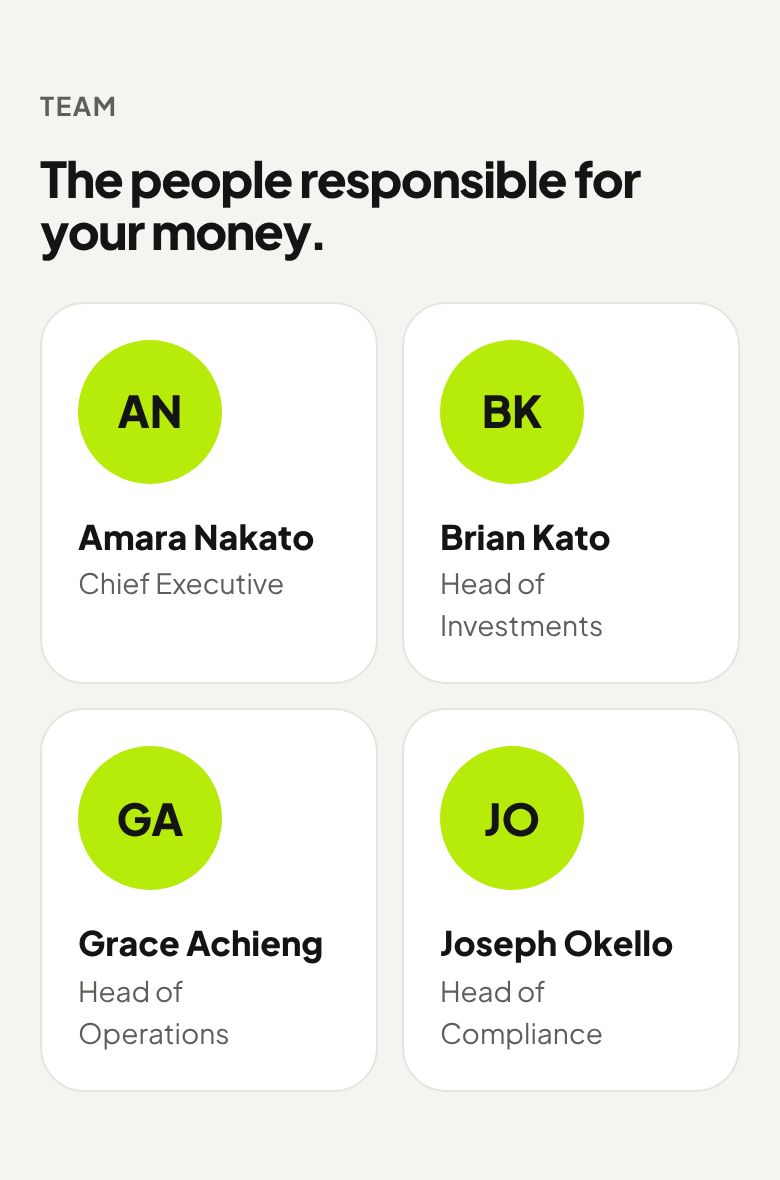 TEAM
The people responsible for
your money.
AN
Amara Nakato
Chief Executive
BK
Brian Kato
Head of
Investments
GA
Grace Achieng
Head of
Operations
JO
Joseph Okello
Head of
Compliance